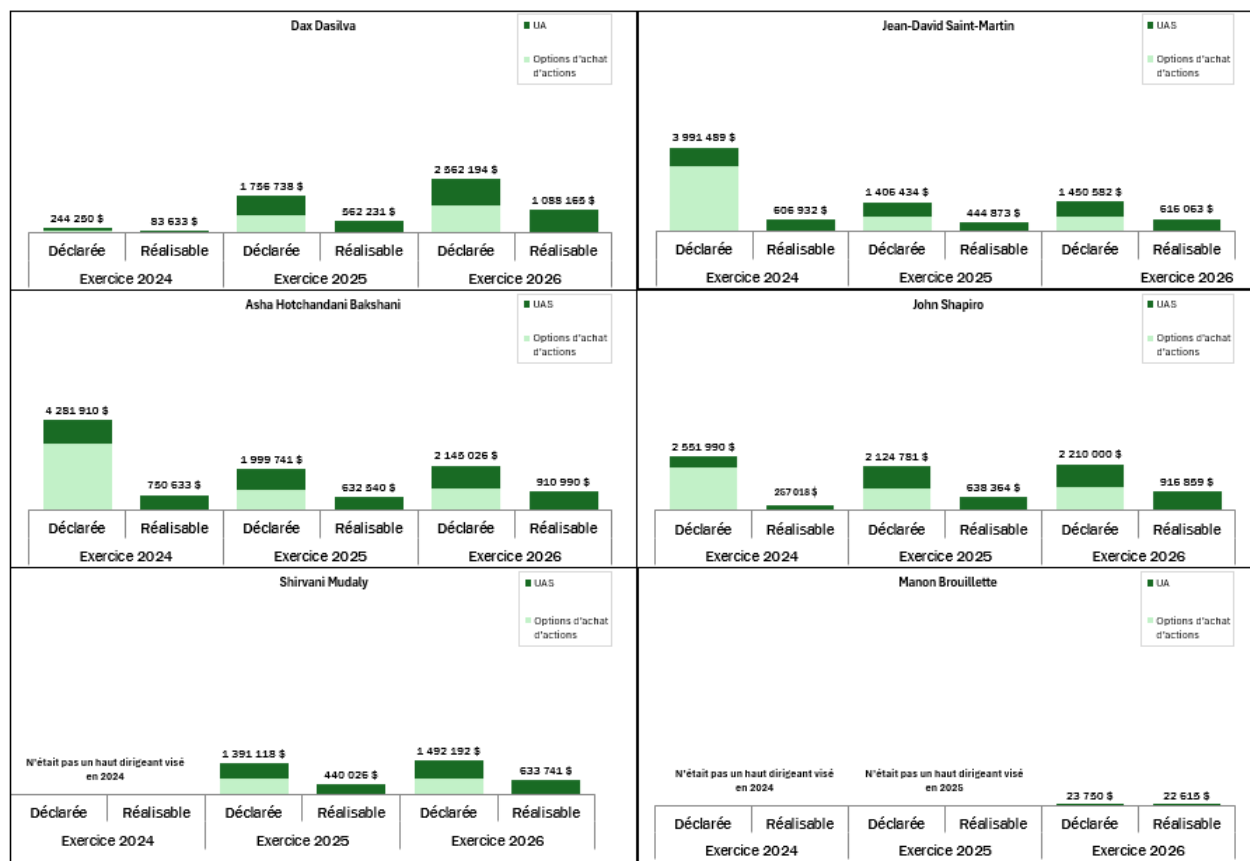 Dax Dasilva
UA
Options d'achat
d'actions
244 250 $
83 633 $
1 756 738 $
562 231 $
2 562 194 $
1 088 165 $
Déclarée
Réalisable
Déclarée
Réalisable
Déclarée
Réalisable
Exercice 2024
Exercice 2025
Exercice 2026
Jean-David Saint-Martin
UAS
Options d'achat
d'actions
3 991 489 $
606 932 $
1 406 434 $
444 873 $
1 450 582 $
616 063 $
Déclarée
Réalisable
Déclarée
Réalisable
Déclarée
Réalisable
Exercice 2024
Exercice 2025
Exercice 2026
Asha Hotchandani Bakshani
UAS
Options d'achat
d'actions
4 281 910 $
750 633 $
1 999 741 $
632 540 $
2 145 026 $
910 990 $
Déclarée
Réalisable
Déclarée
Réalisable
Déclarée
Réalisable
Exercice 2024
Exercice 2025
Exercice 2026
John Shapiro
UAS
Options d'achat
d'actions
2 551 990 $
257 018 $
2 124 781 $
638 364 $
2 210 000 $
916 859 $
Déclarée
Réalisable
Déclarée
Réalisable
Déclarée
Réalisable
Exercice 2024
Exercice 2025
Exercice 2026
Shirvani Mudaly
UAS
Options d'achat
d'actions
N'était pas un haut dirigeant visé
en 2024
1 391 118 $
440 026 $
1 492 192 $
633 741 $
Déclarée
Réalisable
Déclarée
Réalisable
Déclarée
Réalisable
Exercice 2024
Exercice 2025
Exercice 2026
Manon Brouillette
UA
Options d'achat
d'actions
N'était pas un haut dirigeant visé
en 2024
N'était pas un haut dirigeant visé
en 2025
23 750 $
22 615 $
Déclarée
Réalisable
Déclarée
Réalisable
Déclarée
Réalisable
Exercice 2024
Exercice 2025
Exercice 2026